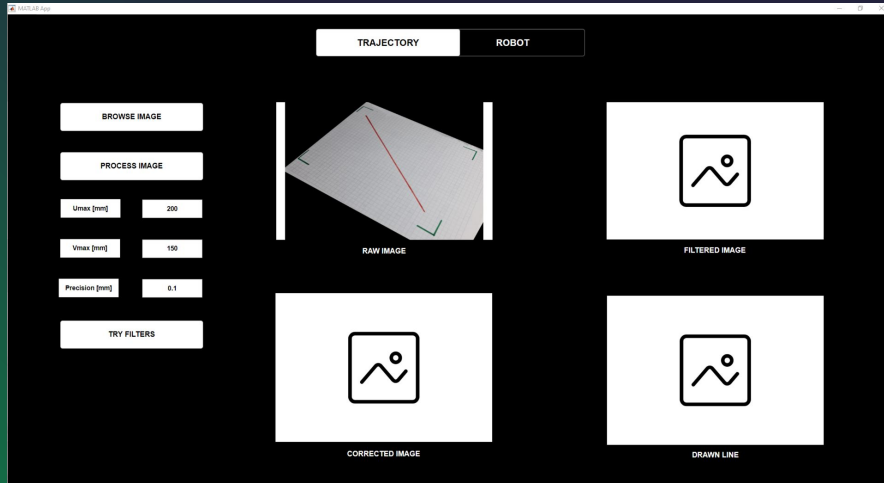 MATLAB App
TRAJECTORY
ROBOT
BROWSE IMAGE
PROCESS IMAGE
Umax [mm]
200
Vmax [mm]
150
Precision [mm]
0.1
TRY FILTERS
RAW IMAGE
FILTERED IMAGE
CORRECTED IMAGE
DRAWN LINE